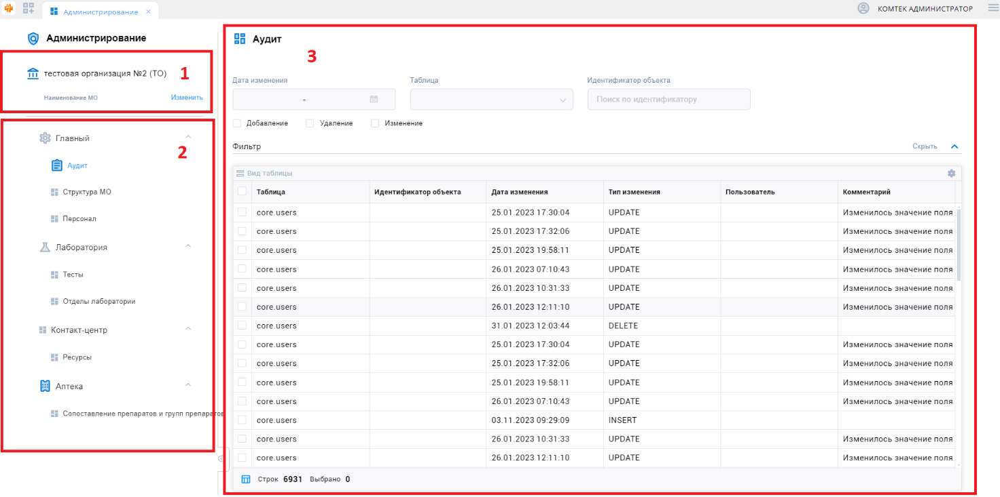 Администрирование ×
КОМТЕК АДМИНИСТРАТОР
Администрирование
1
тестовая организация №2 (ТО)
Наименование МО Изменить
2
Главный
Аудит
Структура МО
Персонал
Лаборатория
Тесты
Отделы лаборатории
Контакт-центр
Ресурсы
Аптека
Сопоставление препаратов и групп препаратов
Аудит
3
Дата изменения Таблица Идентификатор объекта
- Поиск по идентификатору
Добавление Удаление Изменение
Фильтр Скрыть
Вид таблицы
Таблица Идентификатор объекта Дата изменения Тип изменения Пользователь Комментарий
core.users 25.01.2023 17:30:04 UPDATE Изменилось значение поля
core.users 25.01.2023 17:32:06 UPDATE Изменилось значение поля
core.users 25.01.2023 19:58:11 UPDATE Изменилось значение поля
core.users 26.01.2023 07:10:43 UPDATE Изменилось значение поля
core.users 26.01.2023 10:31:33 UPDATE Изменилось значение поля
core.users 26.01.2023 12:11:10 UPDATE Изменилось значение поля
core.users 31.01.2023 12:03:44 DELETE
core.users 25.01.2023 17:30:04 UPDATE Изменилось значение поля
core.users 25.01.2023 17:32:06 UPDATE Изменилось значение поля
core.users 25.01.2023 19:58:11 UPDATE Изменилось значение поля
core.users 26.01.2023 07:10:43 UPDATE Изменилось значение поля
core.users 03.11.2023 09:29:09 INSERT
core.users 26.01.2023 10:31:33 UPDATE Изменилось значение поля
core.users 26.01.2023 12:11:10 UPDATE Изменилось значение поля
Строк 6931 Выбрано 0